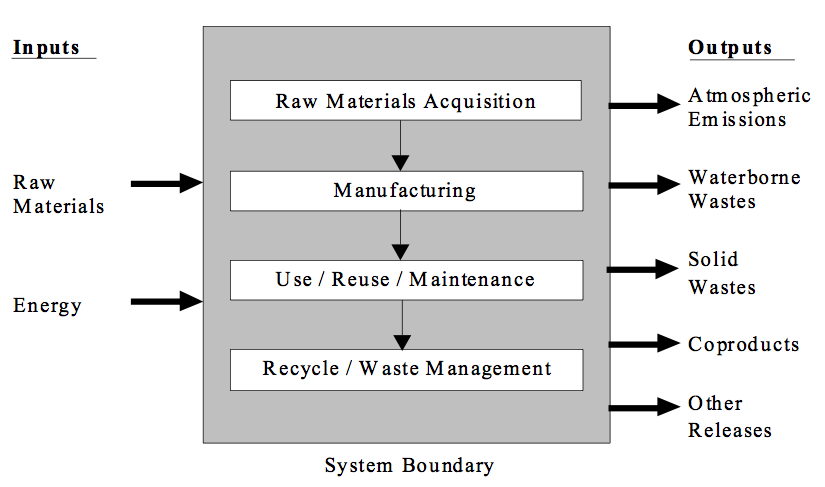 Inputs
Outputs
Raw Materials Acquisition
Atmospheric
Emissions
Raw
Materials
Manufacturing
Waterborne
Wastes
Energy
Use / Reuse / Maintenance
Solid
Wastes
Coproducts
Recycle / Waste Management
Other
Releases
System Boundary